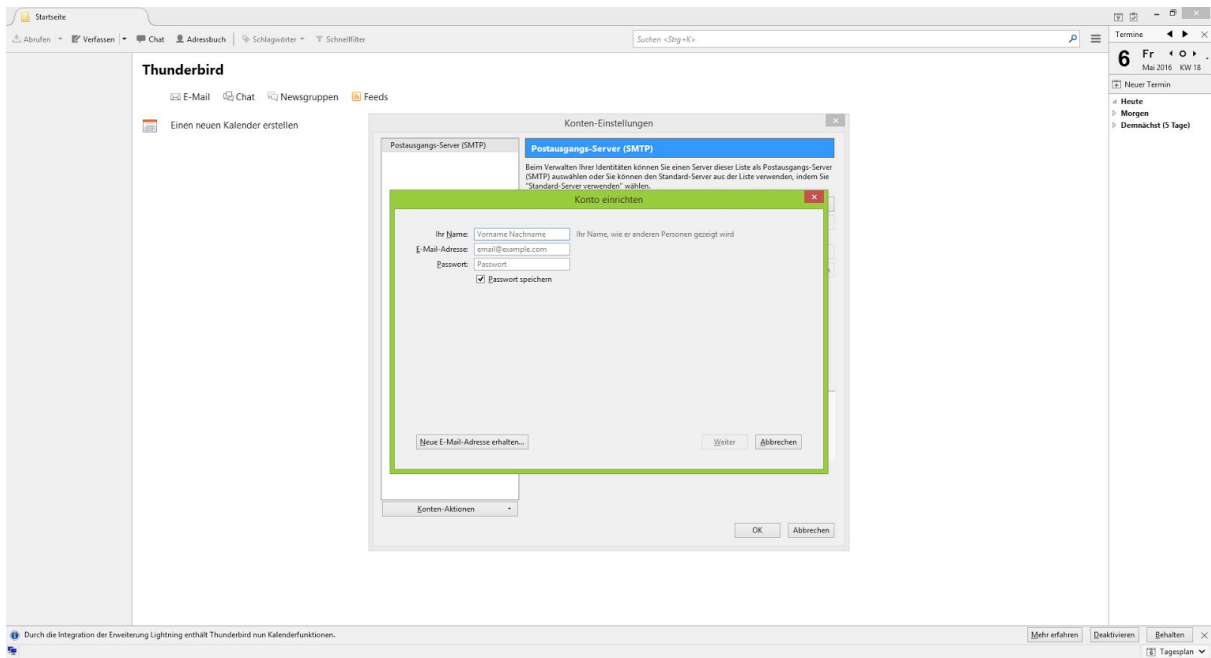 Startseite
Abrufen Verfassen Chat Adressbuch Schlagwörter Schnellfilter
Suchen <Strg+K>
Termine
6 Fr
Mai 2016 KW 18
Neuer Termin
Heute
Morgen
Demnächst (5 Tage)
Thunderbird
E-Mail Chat Newsgruppen Feeds
Einen neuen Kalender erstellen
Konten-Einstellungen
Postausgangs-Server (SMTP)
Postausgangs-Server (SMTP)
Beim Verwalten Ihrer Identitäten können Sie einen Server dieser Liste als Postausgangs-Server
(SMTP) auswählen oder Sie können den Standard-Server aus der Liste verwenden, indem Sie
"Standard-Server verwenden" wählen.
Konto einrichten
Ihr Name: Vorname Nachname Ihr Name, wie er anderen Personen gezeigt wird
E-Mail-Adresse: email@example.com
Passwort: Passwort
Passwort speichern
Neue E-Mail-Adresse erhalten... Weiter Abbrechen
Konten-Aktionen
OK Abbrechen
Durch die Integration der Erweiterung Lightning enthält Thunderbird nun Kalenderfunktionen. Mehr erfahren Deaktivieren Behalten
Tagesplan